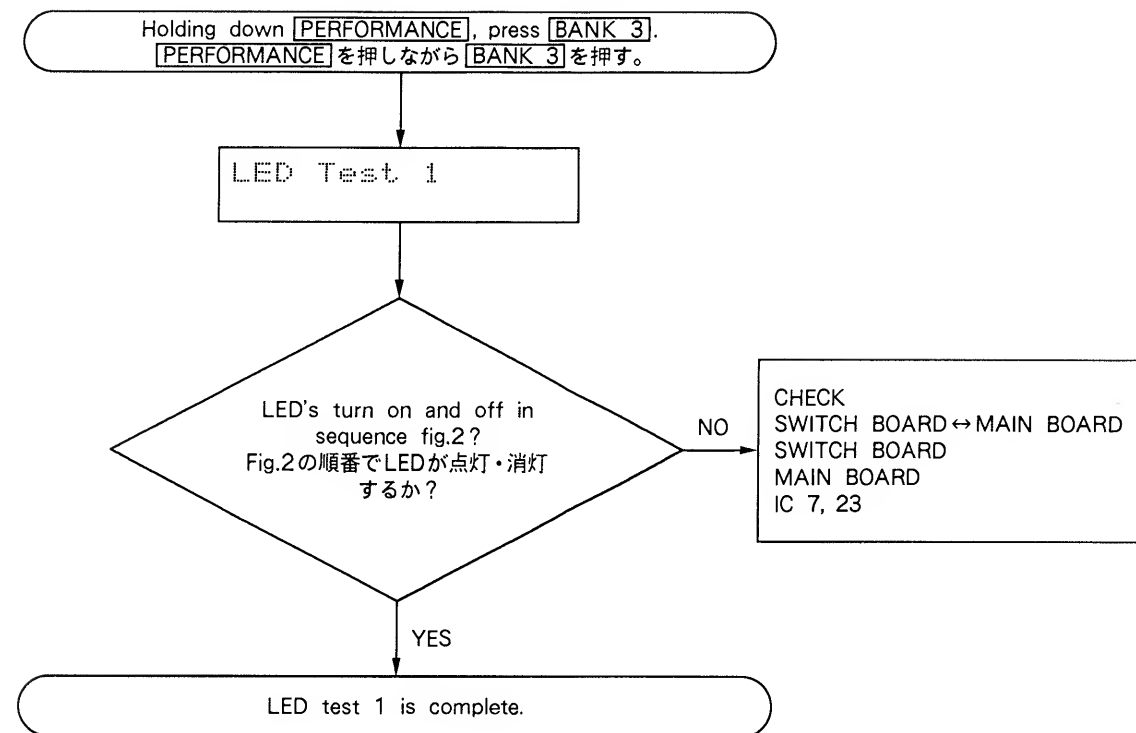 Holding down PERFORMANCE, press BANK 3.
PERFORMANCEを押しながらBANK 3を押す。
LED Test 1
LED's turn on and off in
sequence fig.2?
Fig.2の順番でLEDが点灯・消灯
するか?
NO
CHECK
SWITCH BOARD↔MAIN BOARD
SWITCH BOARD
MAIN BOARD
IC 7, 23
YES
LED test 1 is complete.